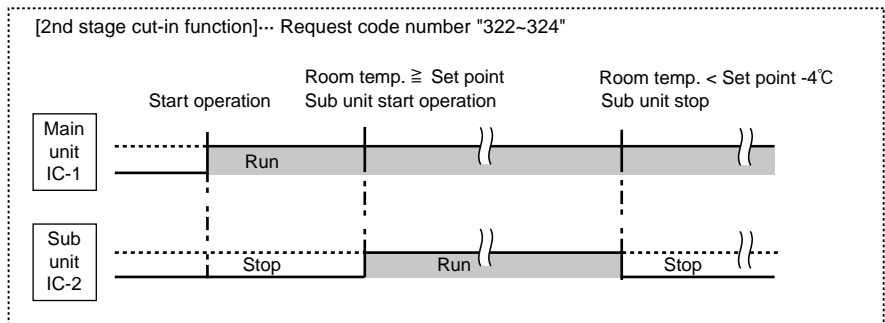 [2nd stage cut-in function]··· Request code number "322~324"
Room temp. ≧ Set point
Room temp. < Set point -4℃
Start operation
Sub unit start operation
Sub unit stop
Main
unit
IC-1
Run
Sub
unit
IC-2
Stop
Run
Stop